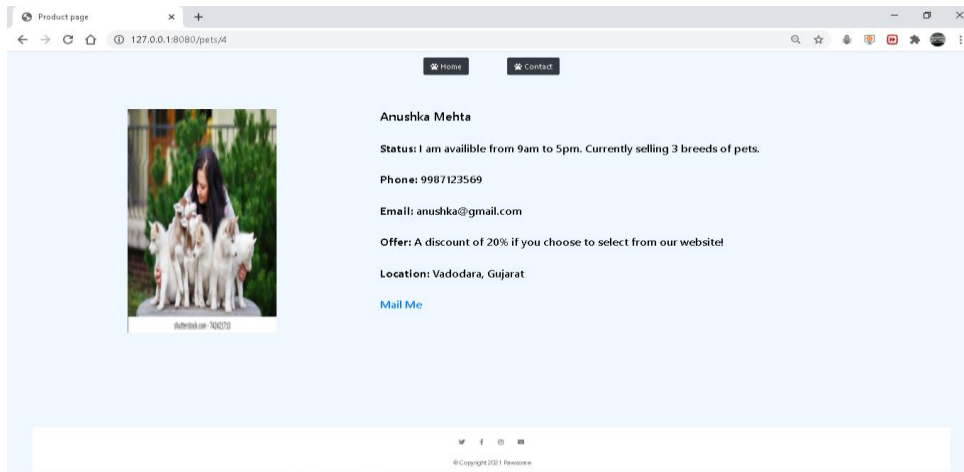 Product page
127.0.0.1:8080/pets/4
Home
Contact
Anushka Mehta
Status: I am availible from 9am to 5pm. Currently selling 3 breeds of pets.
Phone: 9987123569
Email: anushka@gmail.com
Offer: A discount of 20% if you choose to select from our website!
Location: Vadodara, Gujarat
Mail Me
© Copyright 2021 Pawsome